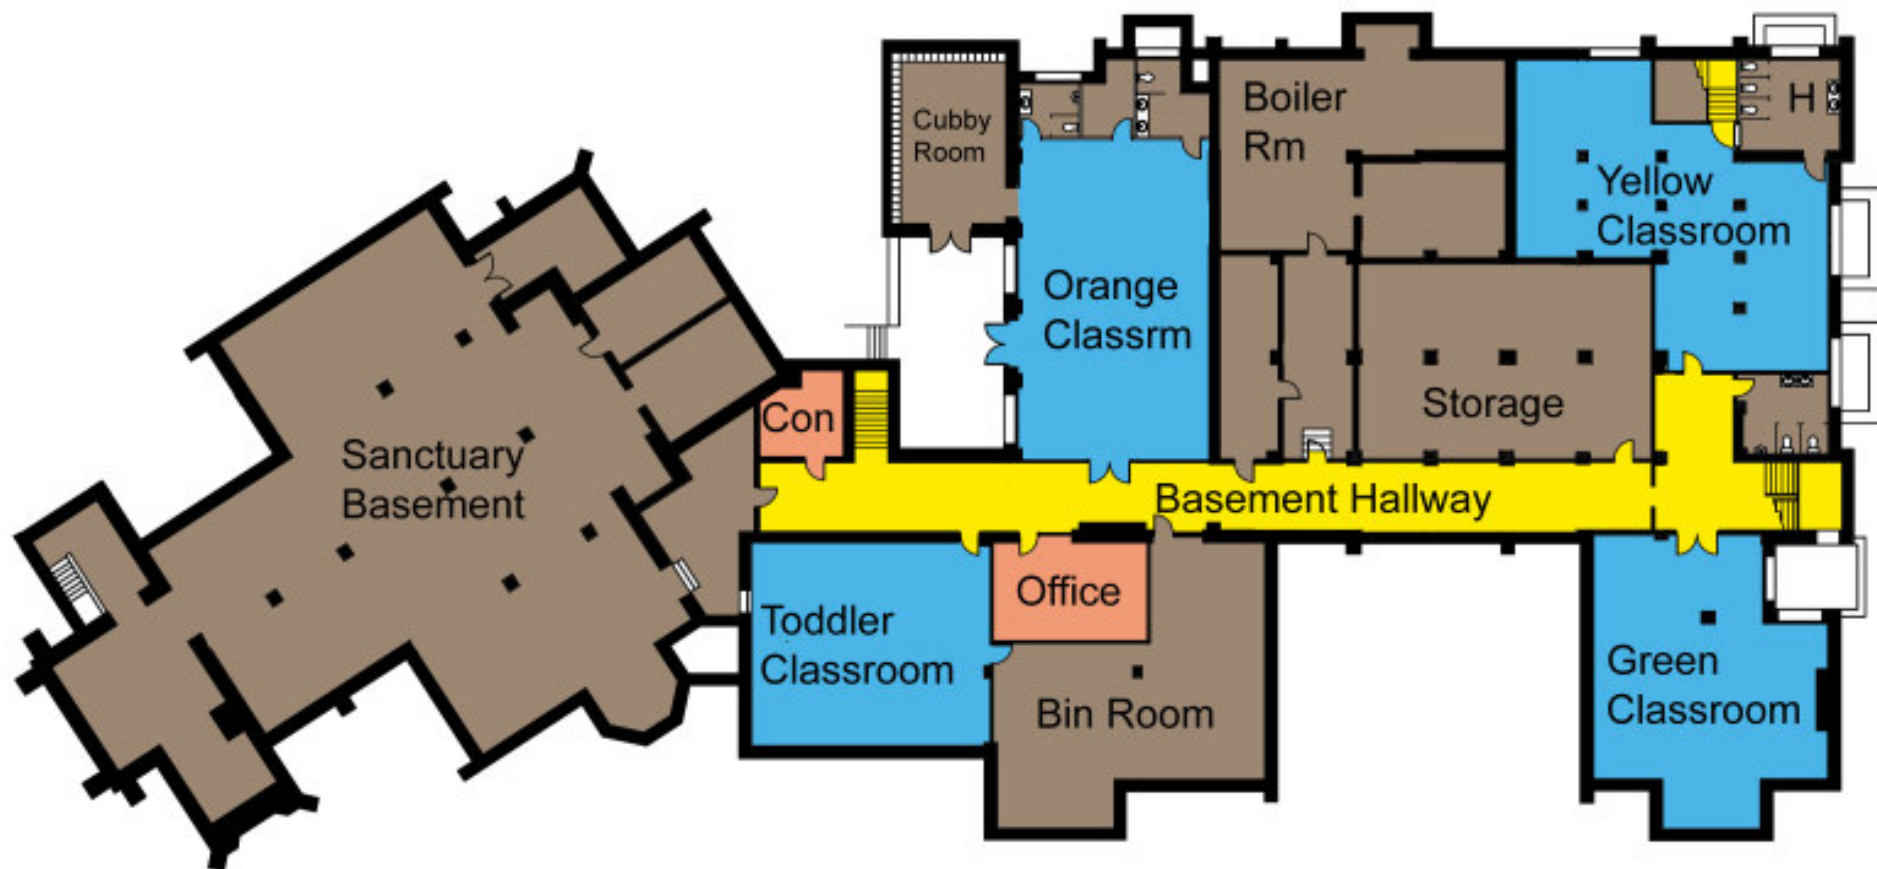 Cubby
Room
Boiler
Rm
H
Yellow
Classroom
Orange
Classrm
Con
Storage
Sanctuary
Basement
Basement Hallway
Office
Toddler
Classroom
Bin Room
Green
Classroom